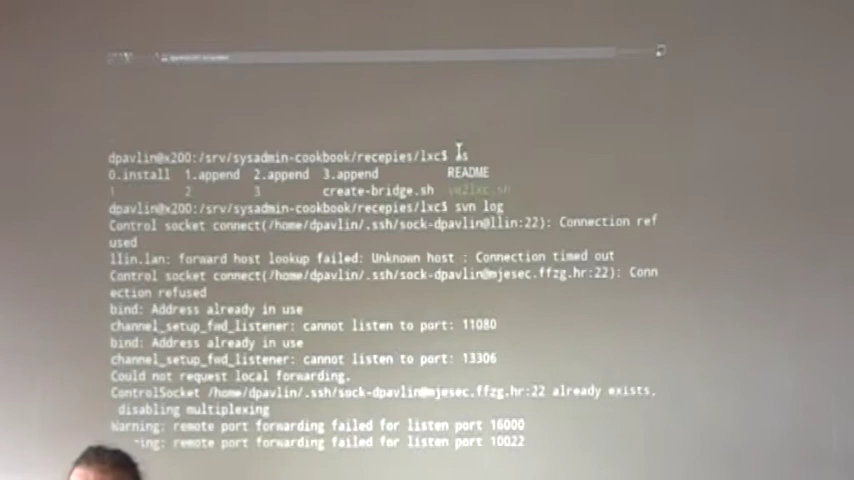 dpavlin@x200:/srv/sysadmin-cookbook/recepies/lxc$ ls
0.install 1.append 2.append 3.append README
1 2 3 create-bridge.sh ve2lxc.sh
dpavlin@x200:/srv/sysadmin-cookbook/recepies/lxc$ svn log
Control socket connect(/home/dpavlin/.ssh/sock-dpavlin@llin:22): Connection ref
used
llin.lan: forward host lookup failed: Unknown host : Connection timed out
Control socket connect(/home/dpavlin/.ssh/sock-dpavlin@mjesec.ffzg.hr:22): Conn
ection refused
bind: Address already in use
channel_setup_fwd_listener: cannot listen to port: 11080
bind: Address already in use
channel_setup_fwd_listener: cannot listen to port: 13306
Could not request local forwarding.
ControlSocket /home/dpavlin/.ssh/sock-dpavlin@mjesec.ffzg.hr:22 already exists,
disabling multiplexing
Warning: remote port forwarding failed for listen port 16000
ing: remote port forwarding failed for listen port 10022